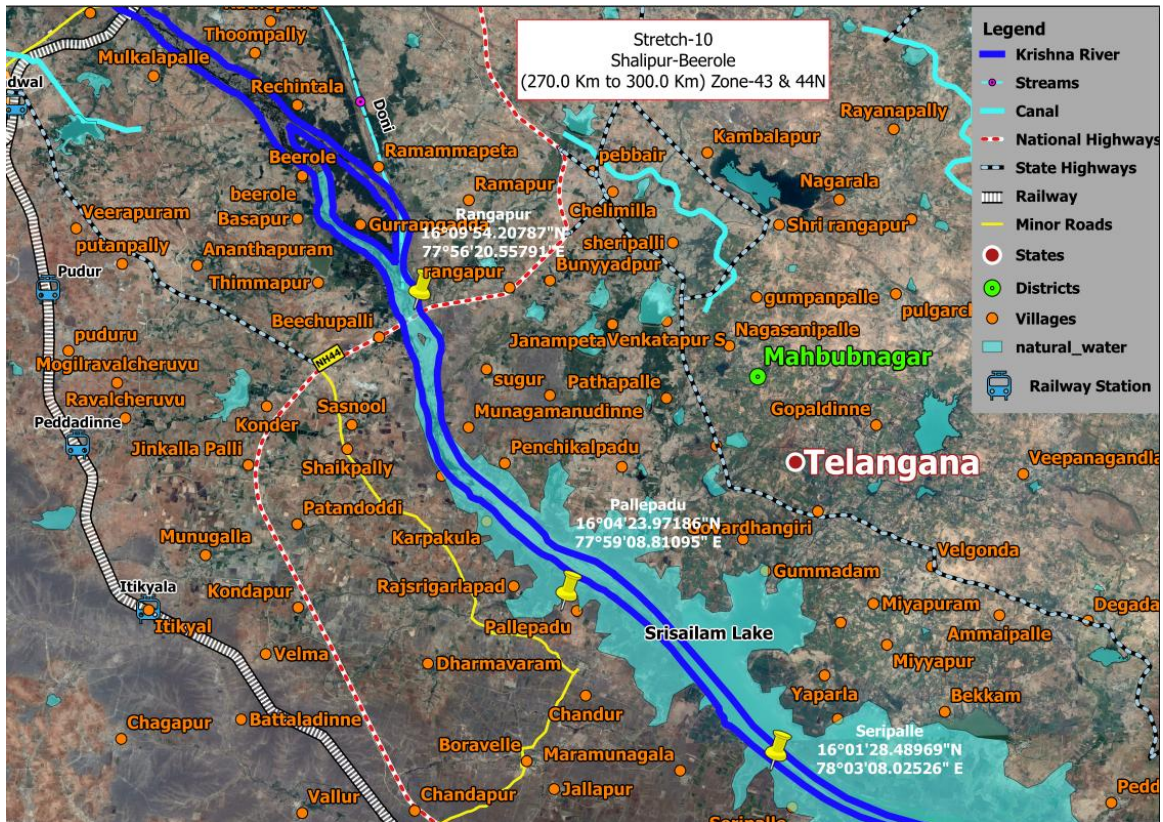 Stretch-10
Shalipur-Beerole
(270.0 Km to 300.0 Km) Zone-43 & 44N
Legend
Krishna River
Streams
Canal
National Highways
State Highways
Railway
Minor Roads
States
Districts
Villages
natural_water
Railway Station
Thoompally
Mulkalapalle
Rechintala
Doni
Rayanapally
Kambalapur
Beerole
Ramammapeta
pebbair
beerole
Ramapur
Nagarala
Veerapuram
Basapur
Gurramgadda
Rangapur
16°09'54.20787"N
77°56'20.55791"E
Chelimilla
Shri rangapur
putanpally
Ananthapuram
sheripalli
Pudur
Thimmapur
rangapur
Bunyyadpur
gumpanpalle
puduru
Beechupalli
Janampeta
Venkatapur S
Nagasanipalle
Mogilravalcheruvu
NH44
Mahbubnagar
Ravalcheruvu
sugur
Pathapalle
Peddadinne
Konder
Sasnool
Munagamanudinne
Gopaldinne
Jinkalla Palli
Shaikpally
Penchikalpadu
Telangana
Veepanagandla
Patandoddi
Pallepadu
16°04'23.97186"N
77°59'08.81095" E
Munugalla
Karpakula
Velgonda
Itikyala
Kondapur
Rajsrigarlapad
Gummadam
Itikyal
Pallepadu
Srisailam Lake
Miyapuram
Degada
Ammaipalle
Velma
Dharmavaram
Miyyapur
Yaparla
Bekkam
Chagapur
Battaladinne
Chandur
Boravelle
Maramunagala
Seripalle
16°01'28.48969"N
78°03'08.02526" E
Vallur
Chandapur
Jallapur
Pedd